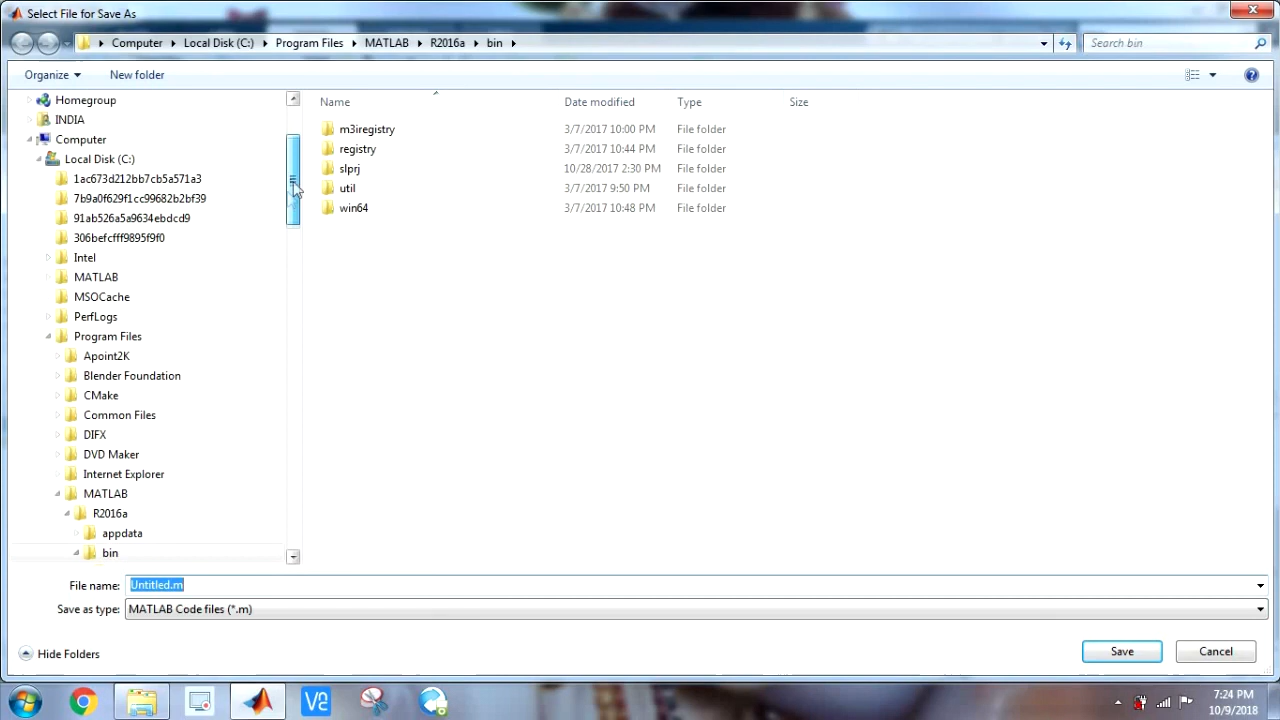 Select File for Save As
Computer Local Disk (C:) Program Files MATLAB R2016a bin
Search bin
Organize New folder
Name Date modified Type Size
Homegroup
INDIA
Computer
Local Disk (C:)
1ac673d212bb7cb5a571a3
7b9a0f629f1cc99682b2bf39
91ab526a5a9634ebdcd9
306befcfff9895f9f0
Intel
MATLAB
MSOCache
PerfLogs
Program Files
Apoint2K
Blender Foundation
CMake
Common Files
DIFX
DVD Maker
Internet Explorer
MATLAB
R2016a
appdata
bin
m3iregistry 3/7/2017 10:00 PM File folder
registry 3/7/2017 10:44 PM File folder
slprj 10/28/2017 2:30 PM File folder
util 3/7/2017 9:50 PM File folder
win64 3/7/2017 10:48 PM File folder
File name: Untitled.m
Save as type: MATLAB Code files (*.m)
Hide Folders
Save Cancel
7:24 PM
10/9/2018